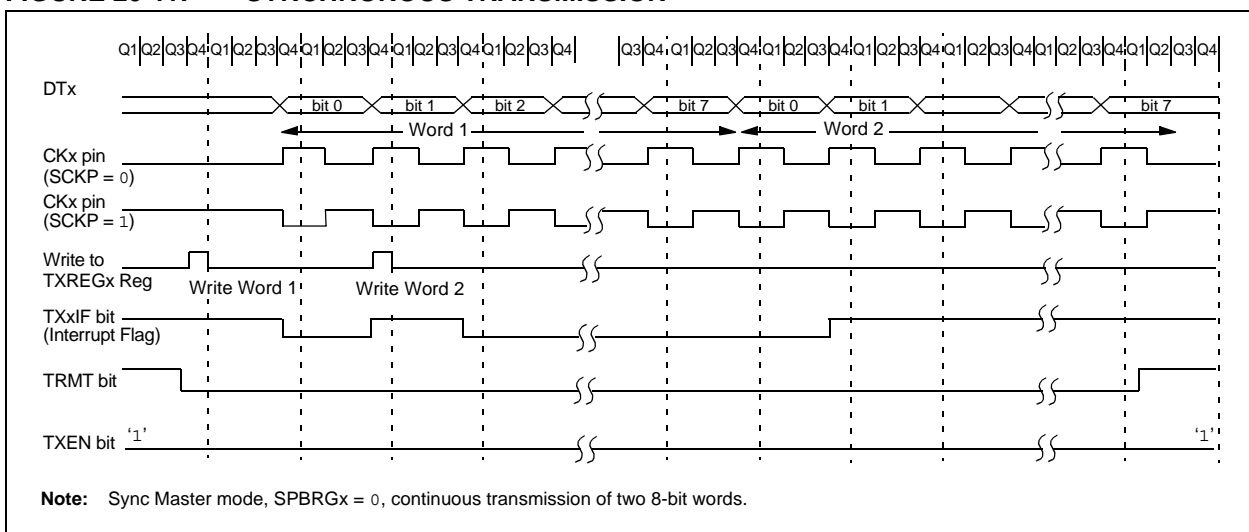 FIGURE SYNCHRONOUS TRANSMISSION
Q1 Q2 Q3 Q4 Q1 Q2 Q3 Q4 Q1 Q2 Q3 Q4 Q1 Q2 Q3 Q4 Q1 Q2 Q3 Q4 Q3 Q4 Q1 Q2 Q3 Q4 Q1 Q2 Q3 Q4 Q1 Q2 Q3 Q4 Q1 Q2 Q3 Q4 Q1 Q2 Q3 Q4 Q1 Q2 Q3 Q4
DTx
bit 0 bit 1 bit 2 bit 7 bit 0 bit 1 bit 7
Word 1 Word 2
CKx pin
(SCKP = 0)
CKx pin
(SCKP = 1)
Write to
TXREGx Reg
Write Word 1 Write Word 2
TXxIF bit
(Interrupt Flag)
TRMT bit
TXEN bit ‘1’ ‘1’
Note: Sync Master mode, SPBRGx = 0, continuous transmission of two 8-bit words.